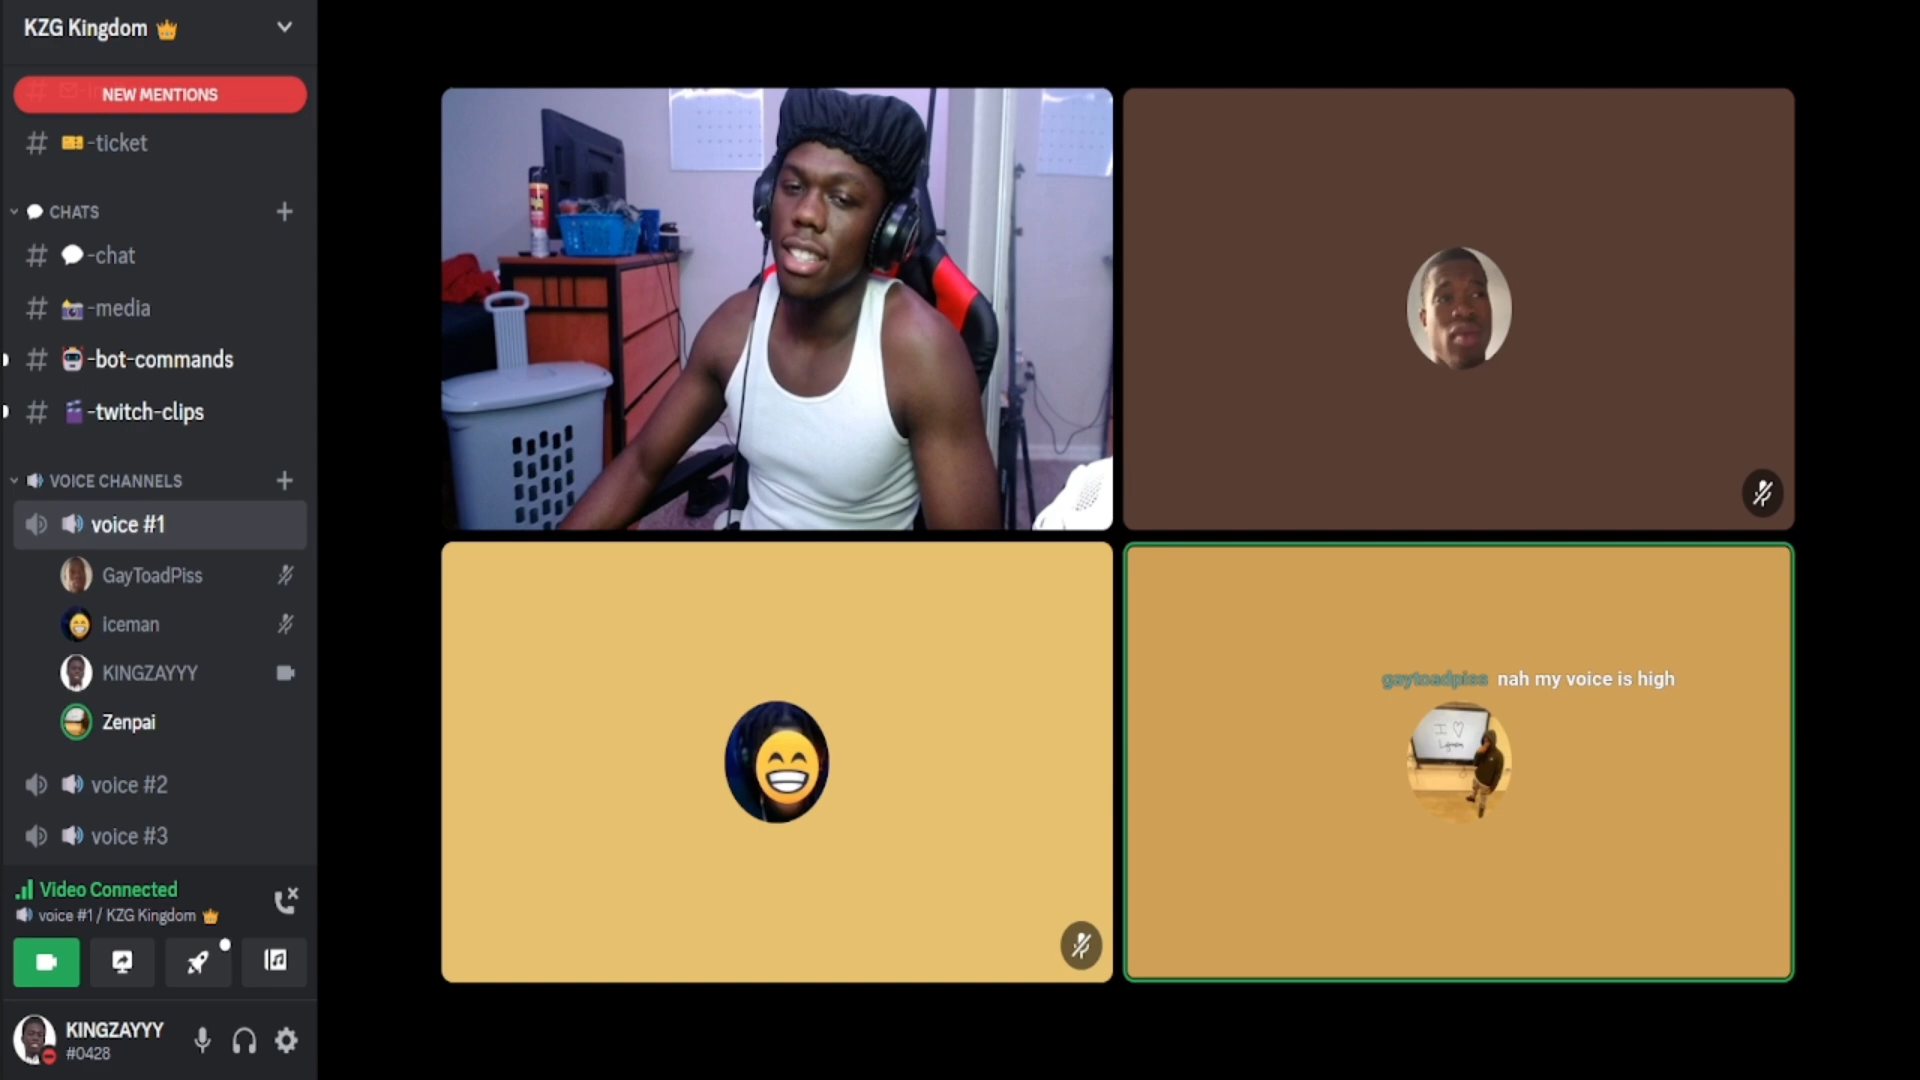 KZG Kingdom 👑
NEW MENTIONS
# 🎫-ticket
CHATS
# 💬-chat
# 📸-media
# 🤖-bot-commands
# 🎬-twitch-clips
VOICE CHANNELS
voice #1
GayToadPiss
iceman
KINGZAYYY
Zenpai
voice #2
voice #3
Video Connected
voice #1 / KZG Kingdom 👑
KINGZAYYY
#0428
gaytoadpiss nah my voice is high
I ♡